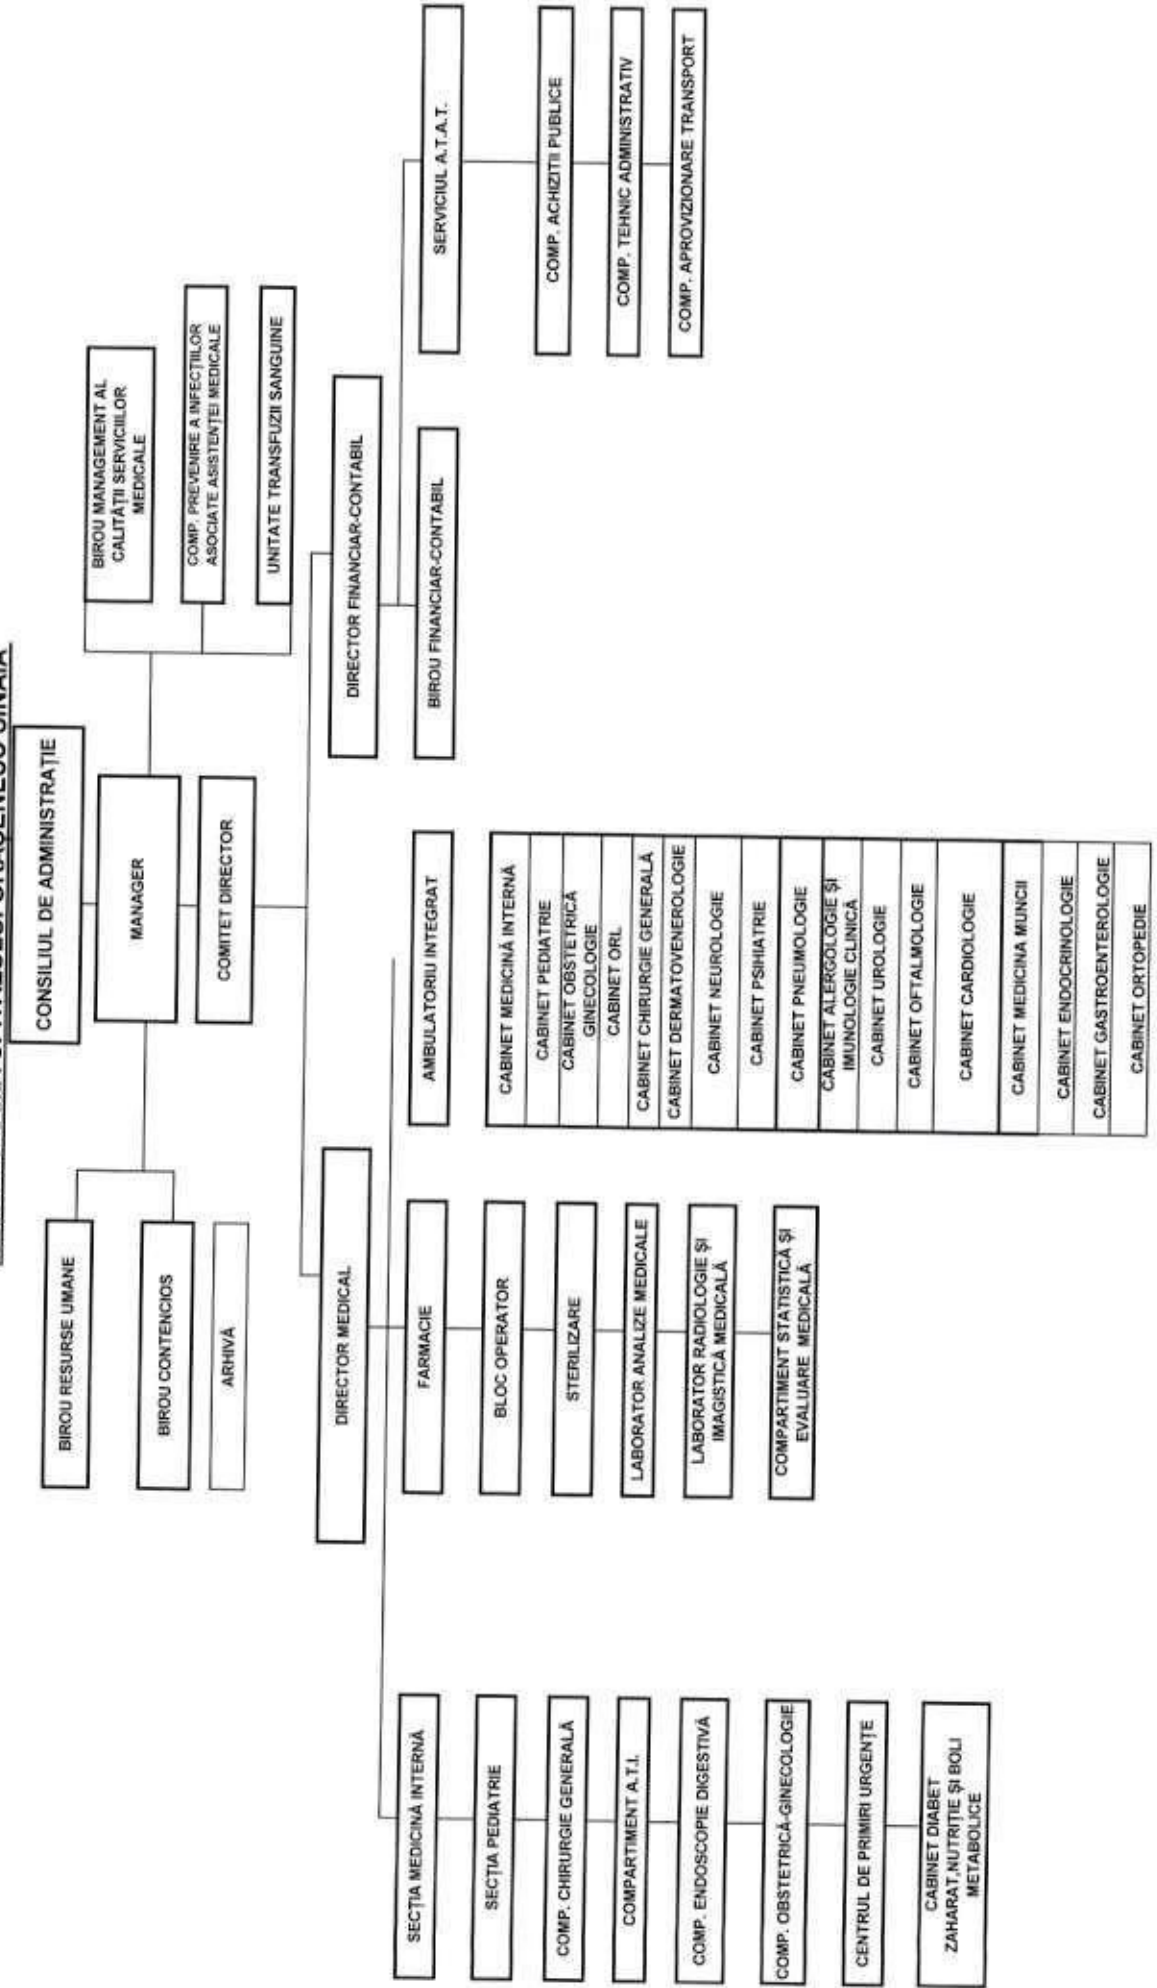 CONSILIUL DE ADMINISTRAȚIE
MANAGER
COMITET DIRECTOR
BIROU RESURSE UMANE
BIROU CONTENCIOS
ARHIVĂ
BIROU MANAGEMENT AL
CALITĂȚII SERVICIILOR
MEDICALE
COMP. PREVENIRE A INFECȚIILOR
ASOCIATE ASISTENȚEI MEDICALE
UNITATE TRANSFUZII SANGUINE
DIRECTOR MEDICAL
DIRECTOR FINANCIAR-CONTABIL
SECȚIA MEDICINĂ INTERNĂ
SECȚIA PEDIATRIE
COMP. CHIRURGIE GENERALĂ
COMPARTIMENT A.T.I.
COMP. ENDOSCOPIE DIGESTIVĂ
COMP. OBSTETRICĂ-GINECOLOGIE
CENTRUL DE PRIMIRI URGENȚE
CABINET DIABET
ZAHARAT,NUTRIȚIE ȘI BOLI
METABOLICE
FARMACIE
BLOC OPERATOR
STERILIZARE
LABORATOR ANALIZE MEDICALE
LABORATOR RADIOLOGIE ȘI
IMAGISTICĂ MEDICALĂ
COMPARTIMENT STATISTICĂ ȘI
EVALUARE MEDICALĂ
AMBULATORIU INTEGRAT
CABINET MEDICINĂ INTERNĂ
CABINET PEDIATRIE
CABINET OBSTETRICĂ
GINECOLOGIE
CABINET ORL
CABINET CHIRURGIE GENERALĂ
CABINET DERMATOVENEROLOGIE
CABINET NEUROLOGIE
CABINET PSIHIATRIE
CABINET PNEUMOLOGIE
CABINET ALERGOLOGIE ȘI
IMUNOLOGIE CLINICĂ
CABINET UROLOGIE
CABINET OFTALMOLOGIE
CABINET CARDIOLOGIE
CABINET MEDICINA MUNCII
CABINET ENDOCRINOLOGIE
CABINET GASTROENTEROLOGIE
CABINET ORTOPEDIE
BIROU FINANCIAR-CONTABIL
SERVICIUL A.T.A.T.
COMP. ACHIZITII PUBLICE
COMP. TEHNIC ADMINISTRATIV
COMP. APROVIZIONARE TRANSPORT